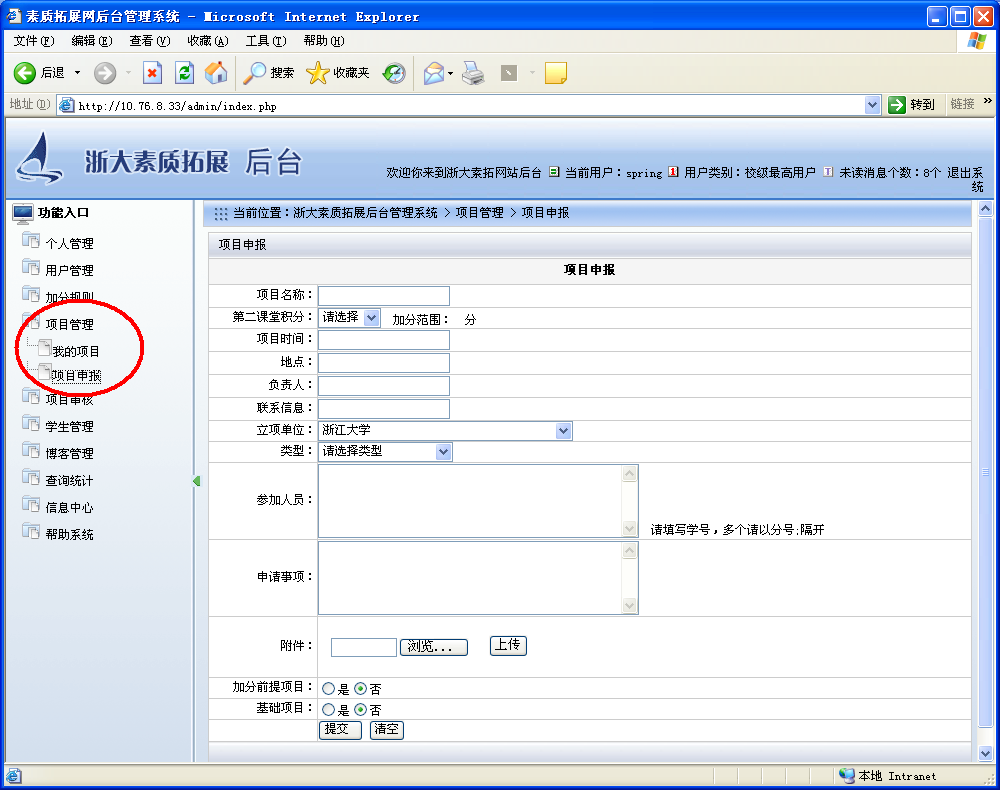 素质拓展网后台管理系统 - Microsoft Internet Explorer
文件(F) 编辑(E) 查看(V) 收藏(A) 工具(T) 帮助(H)
后退 搜索 收藏夹
地址(D) http://10.76.8.33/admin/index.php 转到 链接 »
浙大素质拓展 后台
欢迎你来到浙大素拓网站后台 当前用户：spring 用户类别：校级最高用户 未读消息个数：8个 退出系
统
功能入口
个人管理
用户管理
加分规则
项目管理
我的项目
项目申报
项目审核
学生管理
博客管理
查询统计
信息中心
帮助系统
当前位置：浙大素质拓展后台管理系统 > 项目管理 > 项目申报
项目申报
项目申报
项目名称：
第二课堂积分： 请选择 加分范围： 分
项目时间：
地点：
负责人：
联系信息：
立项单位： 浙江大学
类型： 请选择类型
参加人员： 请填写学号，多个请以分号;隔开
申请事项：
附件： 浏览... 上传
加分前提项目： 是 否
基础项目： 是 否
提交 清空
本地 Intranet